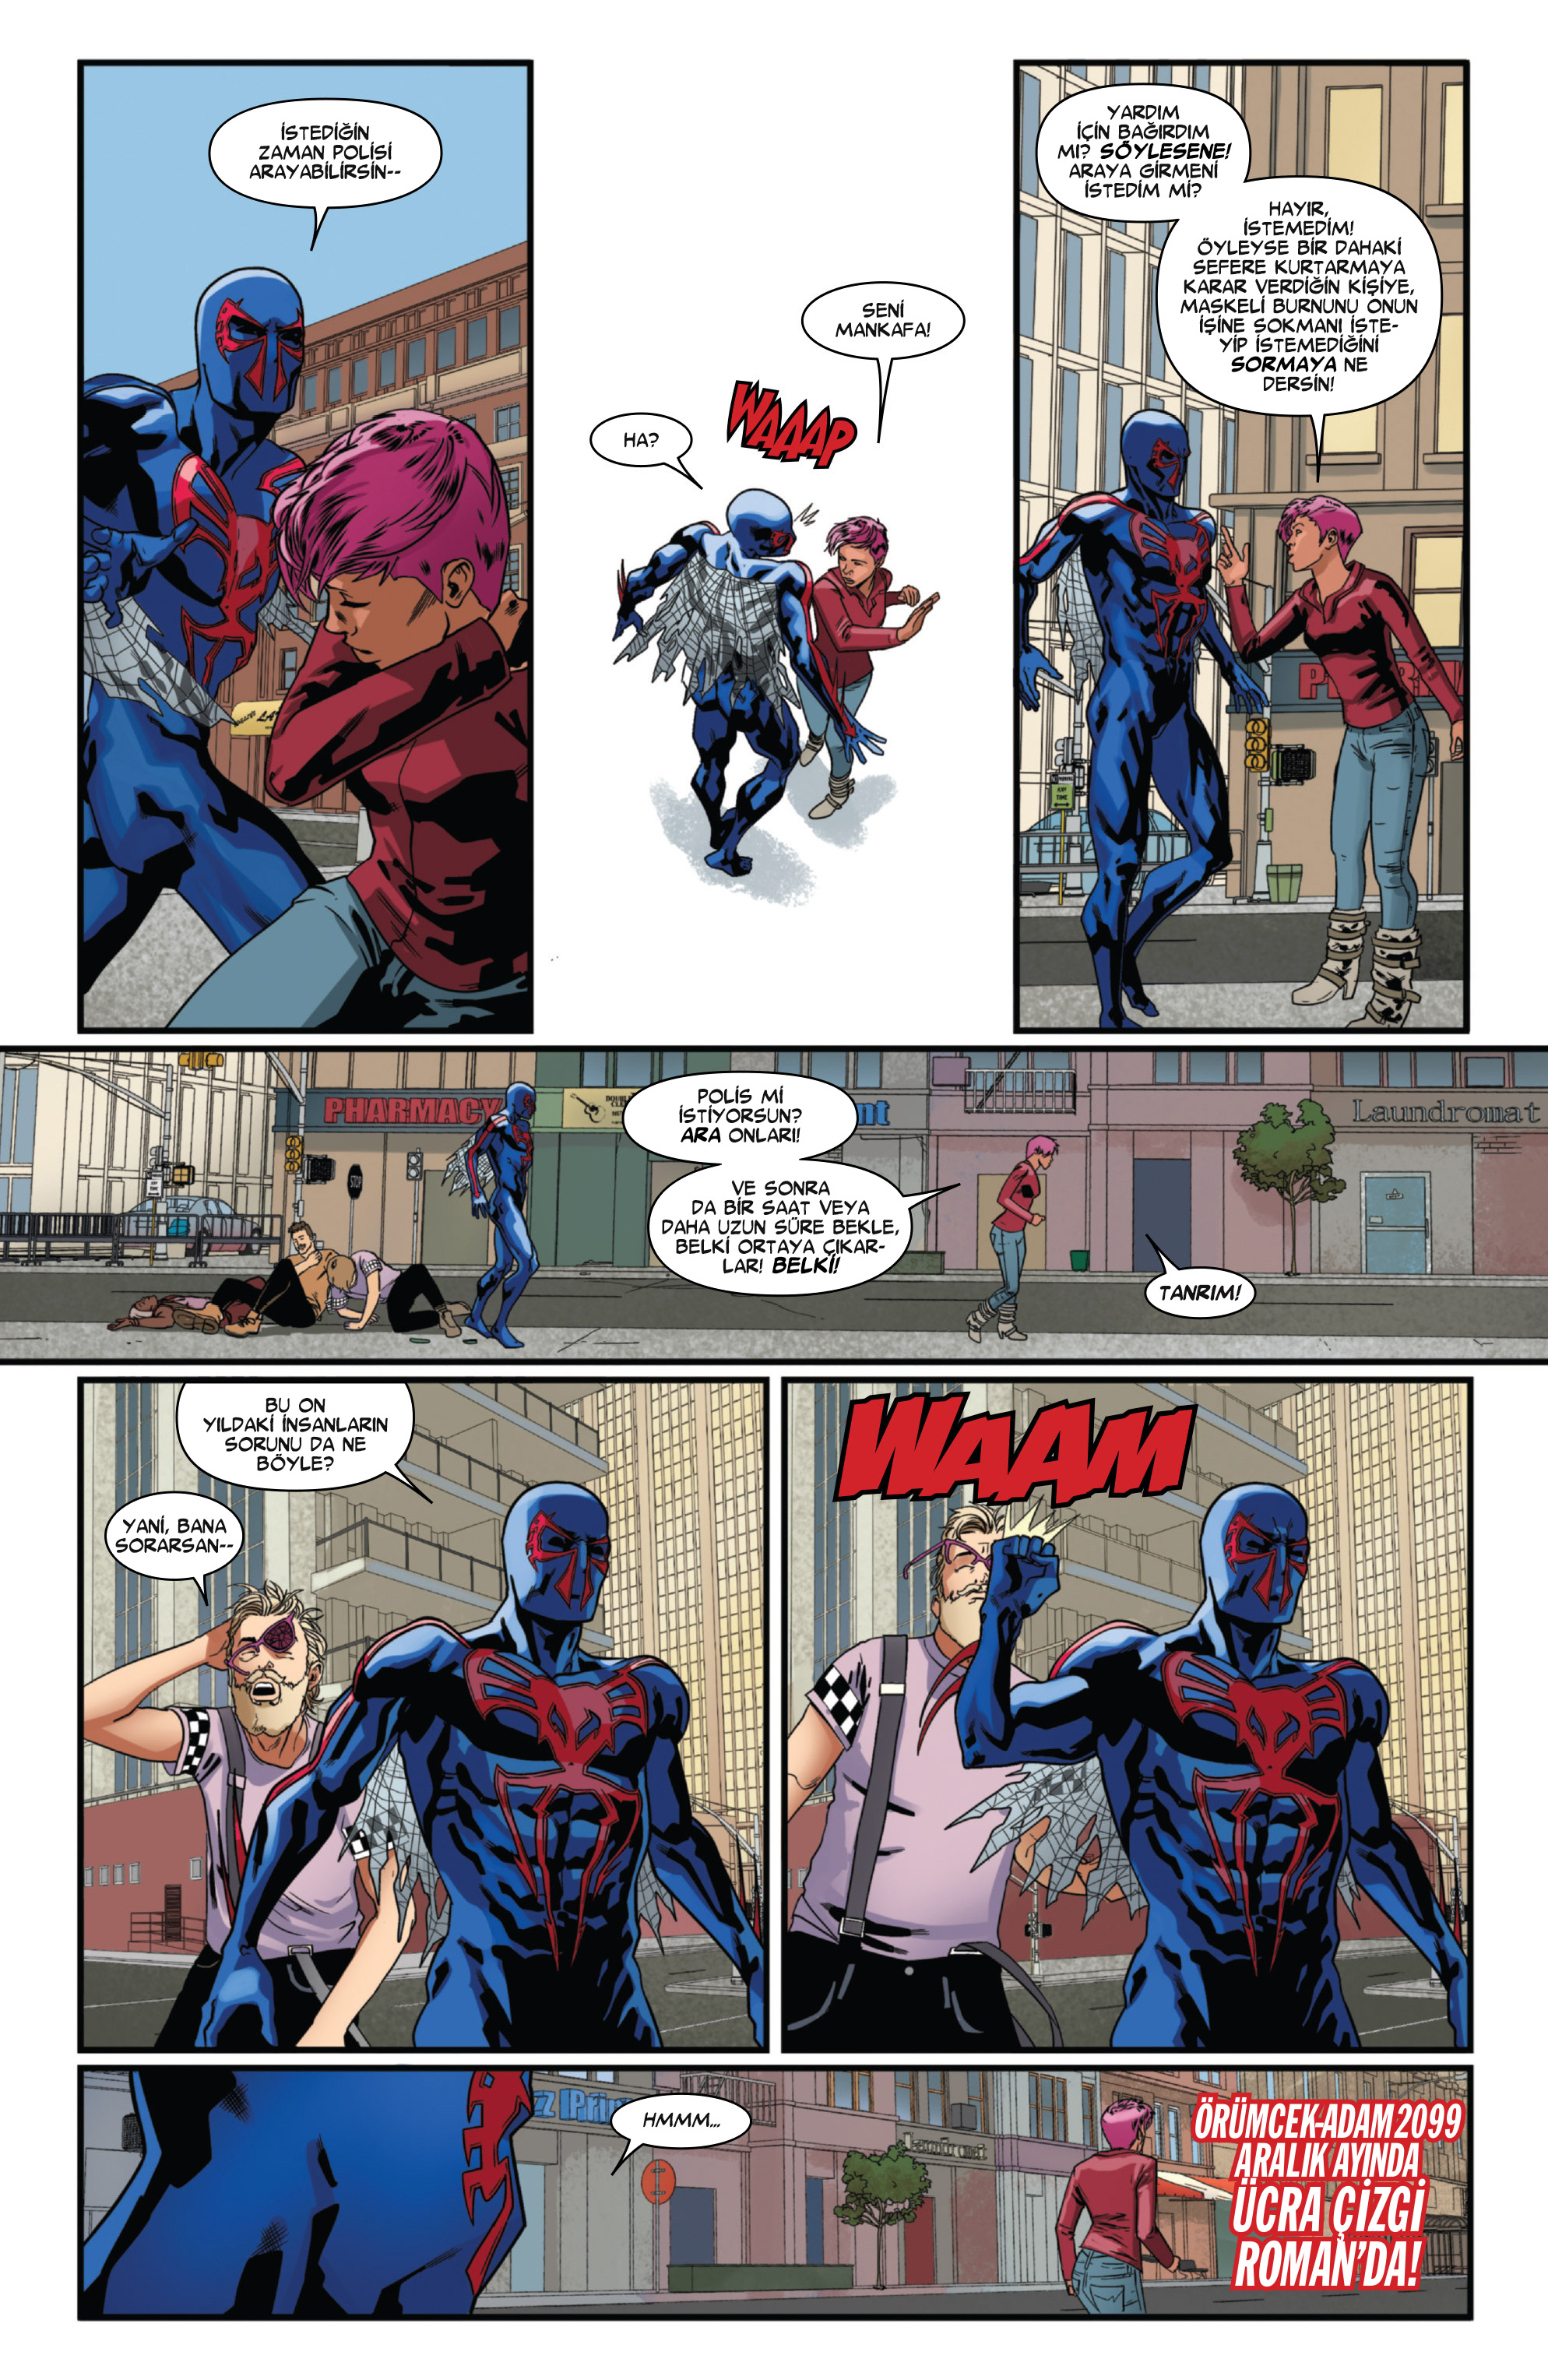 İSTEDİĞİN
ZAMAN POLİSİ
ARAYABİLİRSİN--
HA?
WAAAP
SENİ
MANKAFA!
YARDIM
İÇİN BAĞIRDIM
MI? SÖYLESENE!
ARAYA GİRMENİ
İSTEDİM Mİ?
HAYIR,
İSTEMEDİM!
ÖYLEYSE BİR DAHAKİ
SEFERE KURTARMAYA
KARAR VERDİĞİN KİŞİYE,
MASKELİ BURNUNU ONUN
İŞİNE SOKMANI İSTE-
YİP İSTEMEDİĞİNİ
SORMAYA NE
DERSİN!
ANY
TIME
PHARMACY
STOP
POLİS Mİ
İSTİYORSUN?
ARA ONLARI!
VE SONRA
DA BİR SAAT VEYA
DAHA UZUN SÜRE BEKLE,
BELKİ ORTAYA ÇIKAR-
LAR! BELKİ!
TANRIM!
Laundromat
BU ON
YILDAKİ İNSANLARIN
SORUNU DA NE
BÖYLE?
YANİ, BANA
SORARSAN--
WAAM
HMMM...
Laundromat
ÖRÜMCEK-ADAM 2099
ARALIK AYINDA
ÜCRA ÇİZGİ
ROMAN'DA!